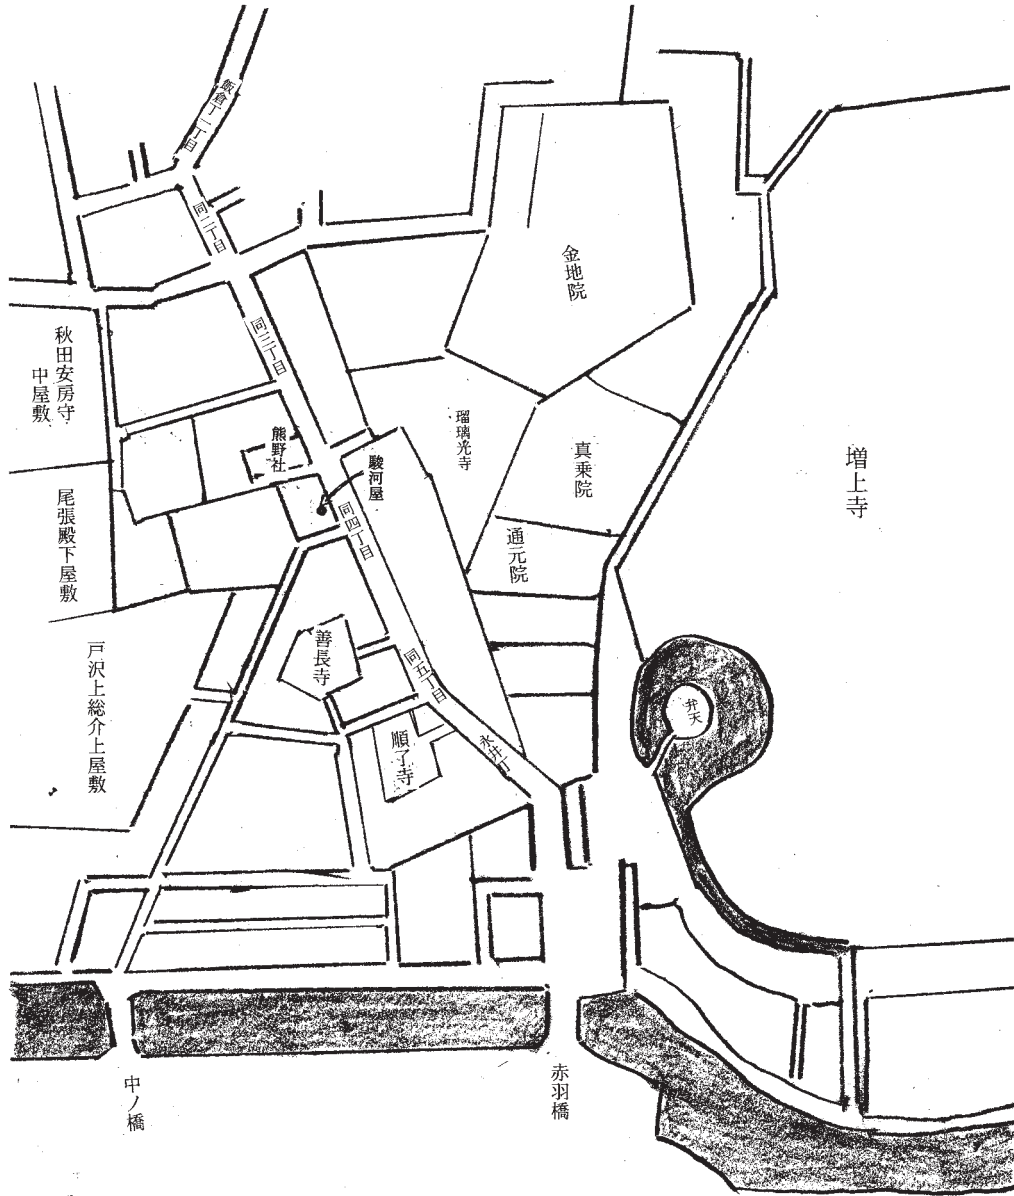 飯倉丁一丁目
同二丁目
同三丁目
金地院
秋田安房守
中屋敷
熊野社
駿河屋
瑠璃光寺
真乗院
増上寺
尾張殿下屋敷
同四丁目
通元院
戸沢上総介上屋敷
善長寺
同五丁目
順了寺
永井丁
弁天
中ノ橋
赤羽橋